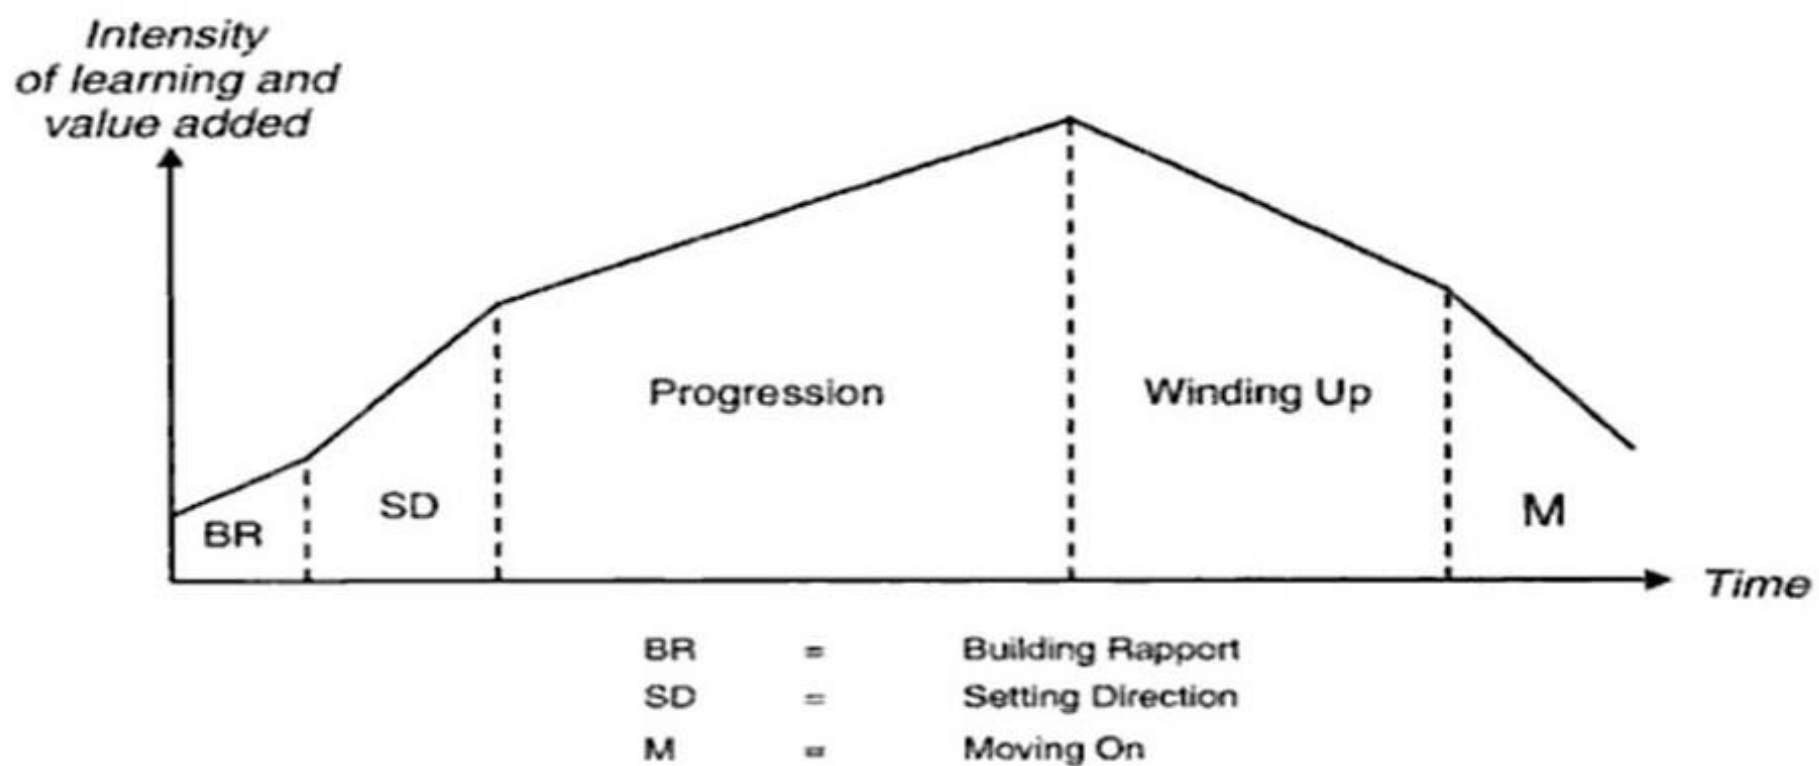 Intensity
of learning and
value added
Progression
Winding Up
SD
BR
M
Time
BR = Building Rapport
SD = Setting Direction
M = Moving On